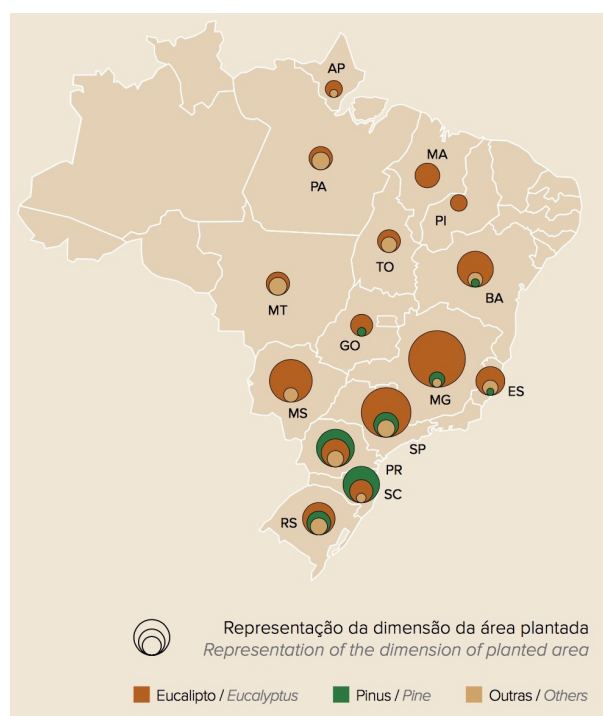 AP
MA
PA
PI
TO
BA
MT
GO
MG
ES
MS
SP
PR
SC
RS
Representação da dimensão da área plantada
Representation of the dimension of planted area
Eucalipto / Eucalyptus
Pinus / Pine
Outras / Others